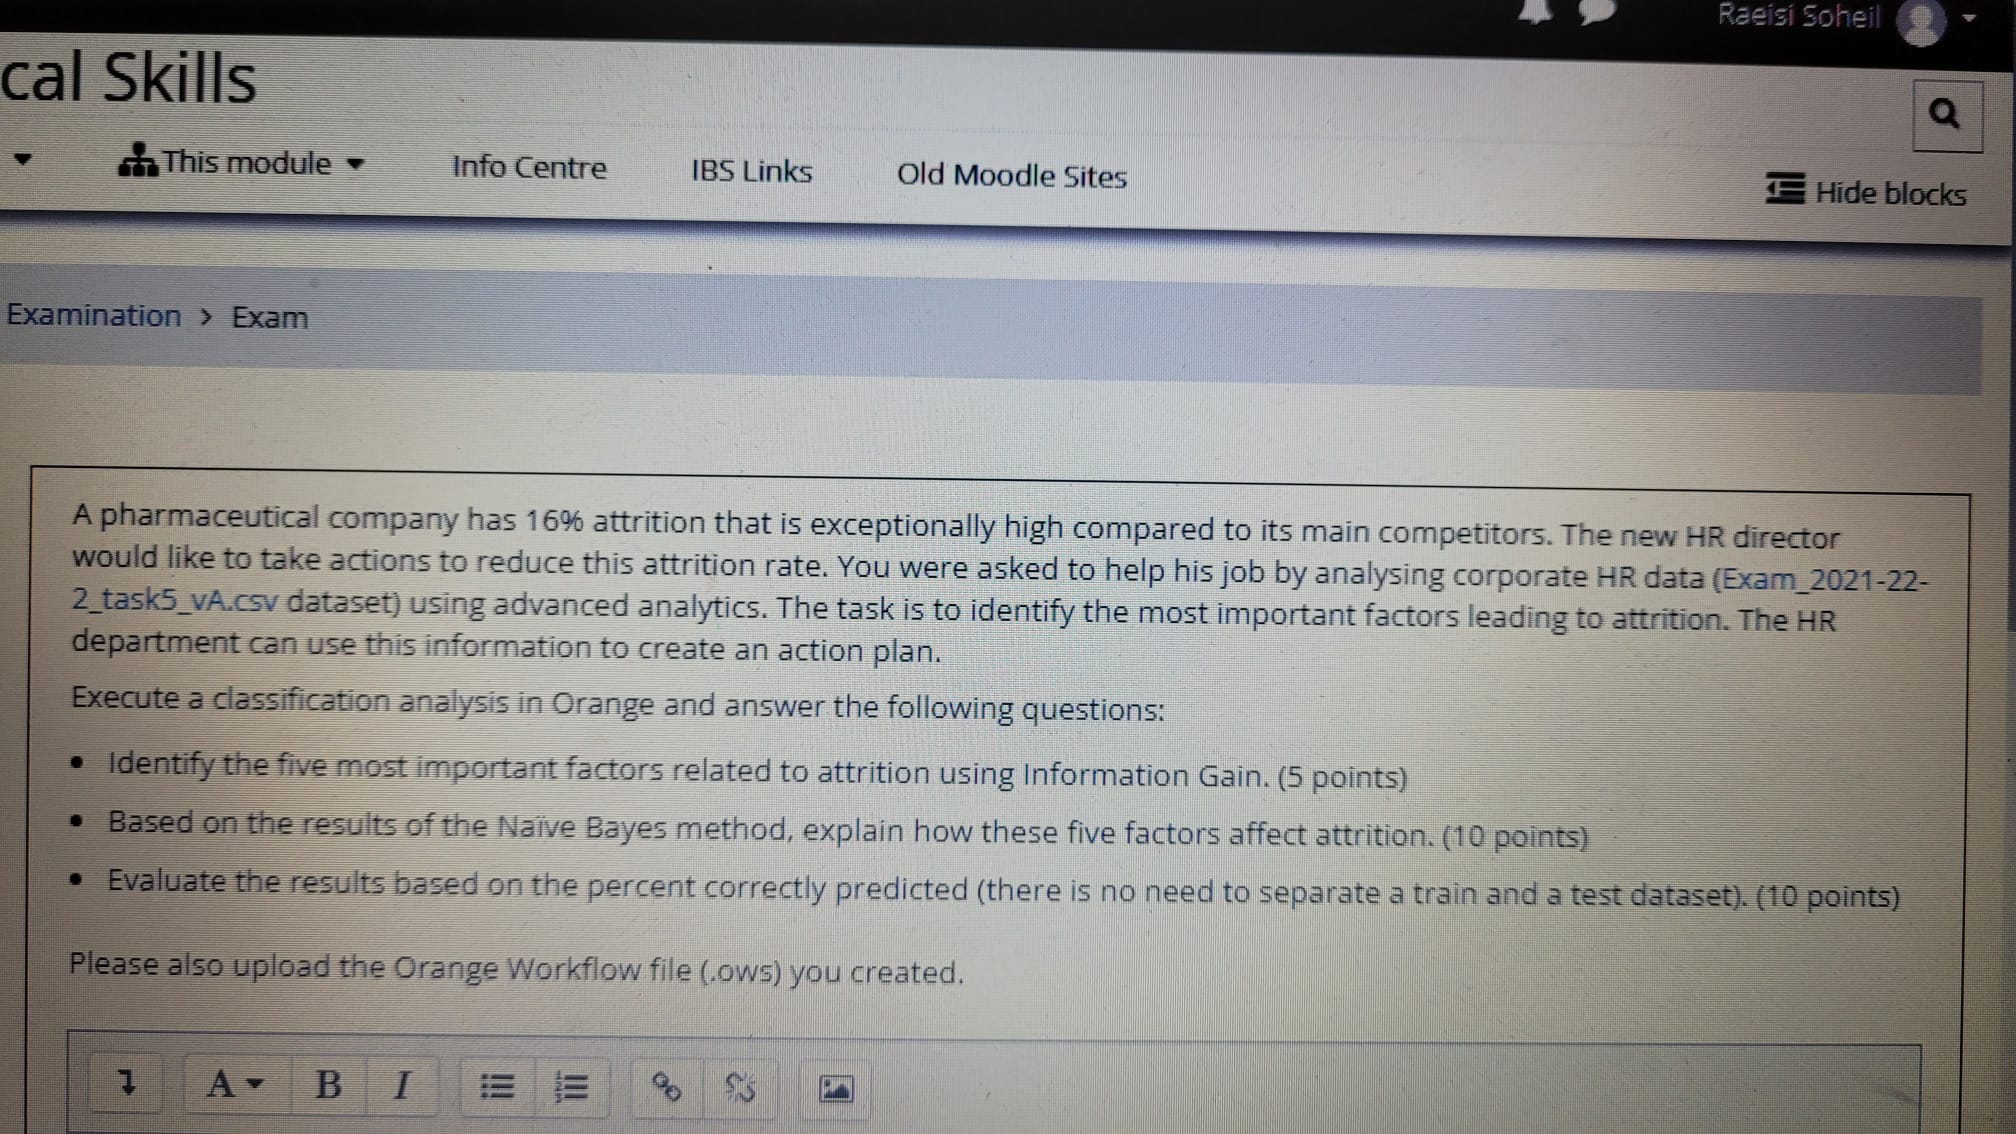 Raeisi Soheil
cal Skills
This module
Info Centre
IBS Links
Old Moodle Sites
Hide blocks
Examination > Exam
A pharmaceutical company has 16% attrition that is exceptionally high compared to its main competitors. The new HR director
would like to take actions to reduce this attrition rate. You were asked to help his job by analysing corporate HR data (Exam_2021-22-
2_task5_vA.csv dataset) using advanced analytics. The task is to identify the most important factors leading to attrition. The HR
department can use this information to create an action plan.
Execute a classification analysis in Orange and answer the following questions:
• Identify the five most important factors related to attrition using Information Gain. (5 points)
• Based on the results of the Naïve Bayes method, explain how these five factors affect attrition. (10 points)
• Evaluate the results based on the percent correctly predicted (there is no need to separate a train and a test dataset). (10 points)
Please also upload the Orange Workflow file (.ows) you created.
A B I